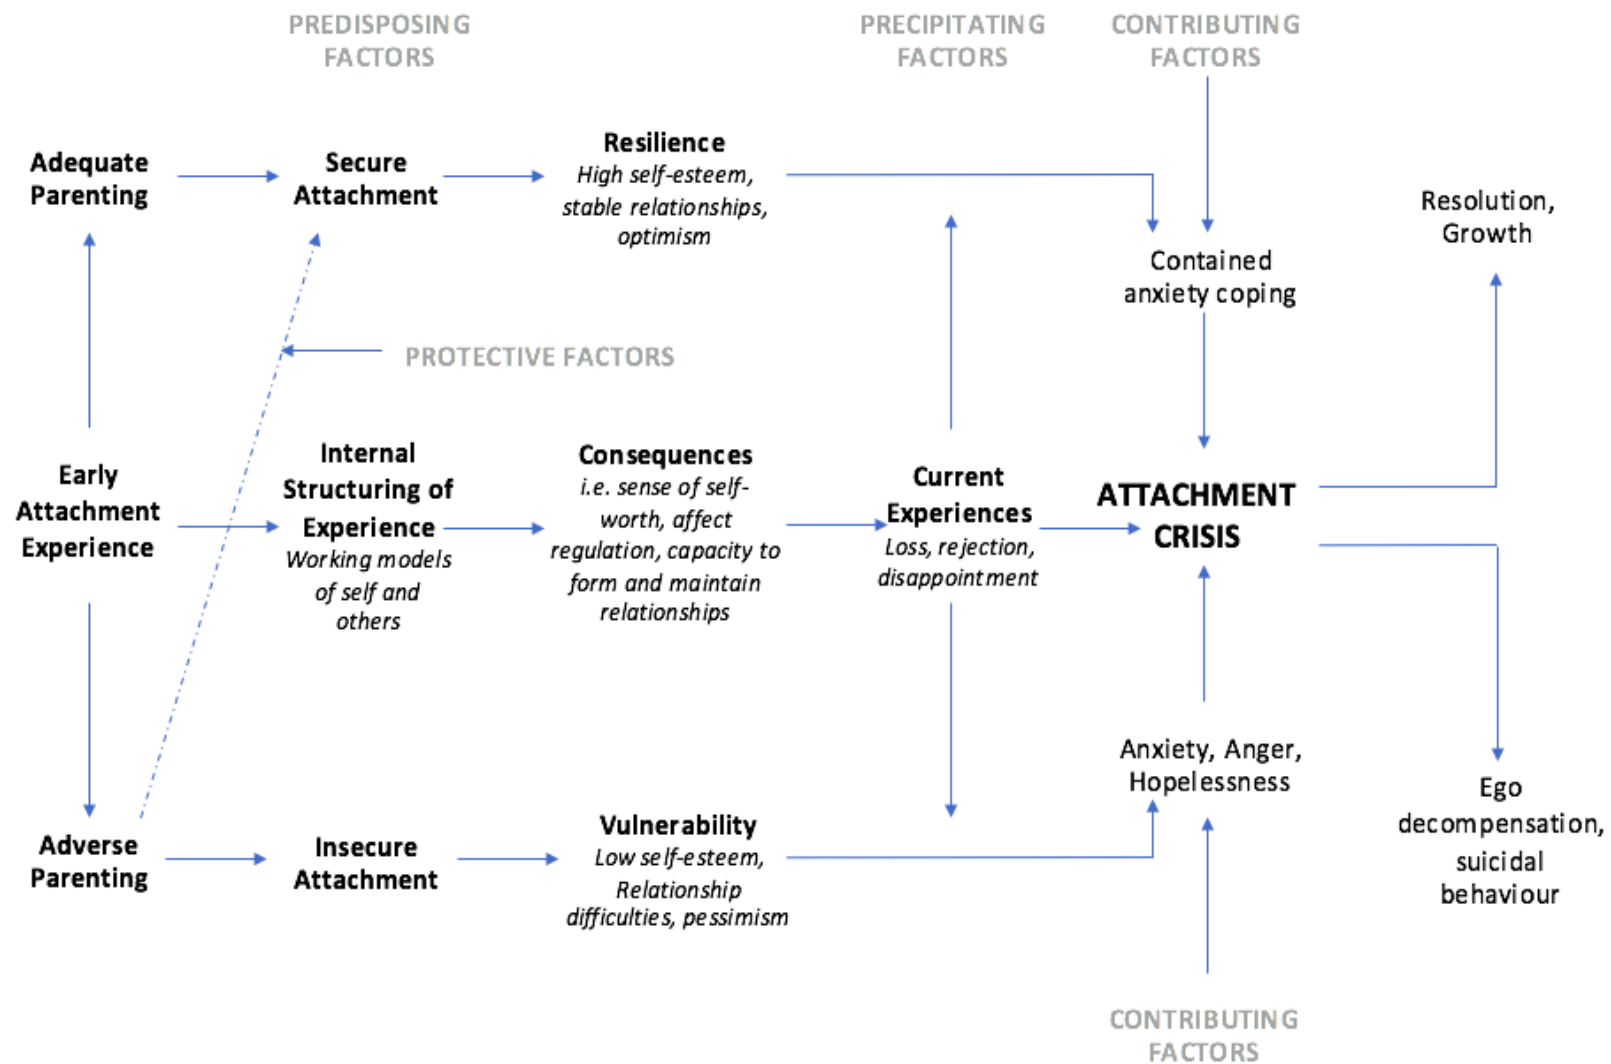 PREDISPOSING
FACTORS
PRECIPITATING
FACTORS
CONTRIBUTING
FACTORS
Adequate
Parenting
Secure
Attachment
Resilience
High self-esteem,
stable relationships,
optimism
Contained
anxiety coping
Resolution,
Growth
PROTECTIVE FACTORS
Early
Attachment
Experience
Internal
Structuring of
Experience
Working models
of self and
others
Consequences
i.e. sense of self-
worth, affect
regulation, capacity to
form and maintain
relationships
Current
Experiences
Loss, rejection,
disappointment
ATTACHMENT
CRISIS
Anxiety, Anger,
Hopelessness
Ego
decompensation,
suicidal
behaviour
Adverse
Parenting
Insecure
Attachment
Vulnerability
Low self-esteem,
Relationship
difficulties, pessimism
CONTRIBUTING
FACTORS